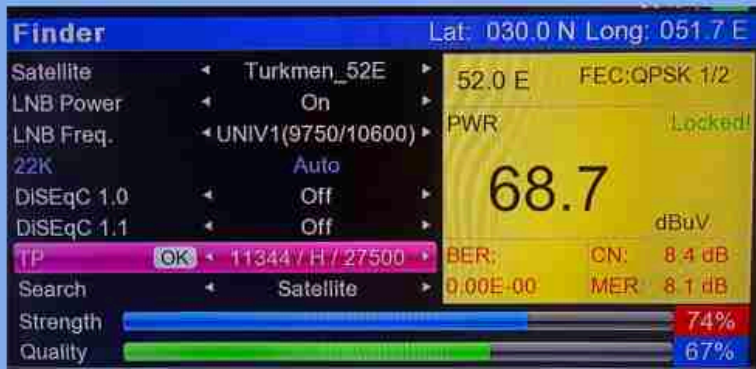 Finder Lat: 030.0 N Long: 051.7 E
Satellite Turkmen_52E
LNB Power On
LNB Freq. UNIV1(9750/10600)
22K Auto
DiSEqC 1.0 Off
DiSEqC 1.1 Off
TP OK 11344 / H / 27500
Search Satellite
52.0 E FEC:QPSK 1/2
PWR Locked!
68.7
dBuV
BER: CN: 8.4 dB
0.00E-00 MER: 8.1 dB
Strength 74%
Quality 67%